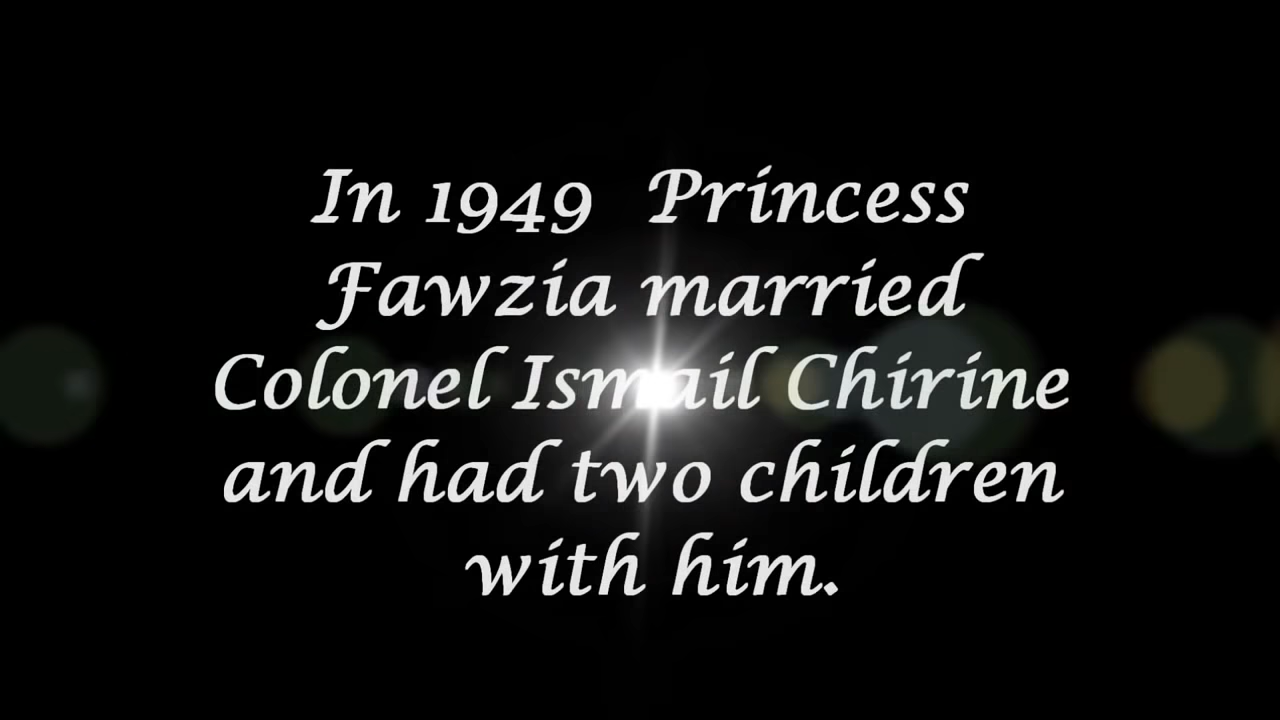 In 1949  Princess
Fawzia married
Colonel Ismail Chirine
and had two children
with him.